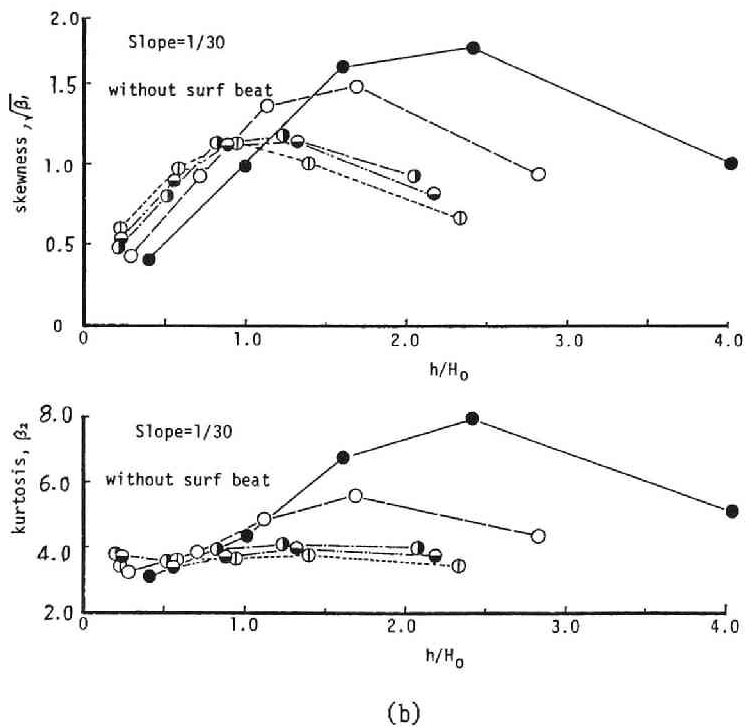 2.0
Slope=1/30
1.5
without surf beat
skewness, √β₁
1.0
0.5
0
0 1.0 2.0 3.0 4.0
h/H₀
8.0
Slope=1/30
kurtosis, β₂
6.0
without surf beat
4.0
2.0
0 1.0 2.0 3.0 4.0
h/H₀
(b)